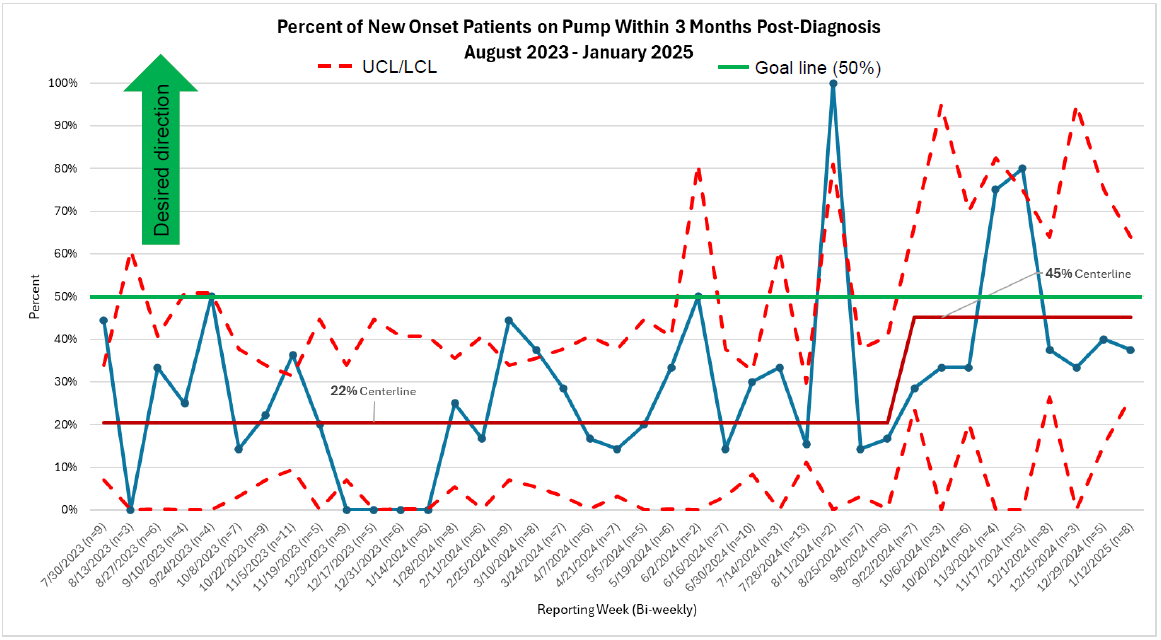 Percent of New Onset Patients on Pump Within 3 Months Post-Diagnosis
August 2023 - January 2025
UCL/LCL
Goal line (50%)
Desired direction
Percent
100%
90%
80%
70%
60%
50%
40%
30%
20%
10%
0%
22% Centerline
45% Centerline
7/30/2023 (n=9)
8/13/2023 (n=3)
8/27/2023 (n=6)
9/10/2023 (n=4)
9/24/2023 (n=4)
10/8/2023 (n=7)
10/22/2023 (n=9)
11/5/2023 (n=11)
11/19/2023 (n=5)
12/3/2023 (n=9)
12/17/2023 (n=5)
12/31/2023 (n=6)
1/14/2024 (n=6)
1/28/2024 (n=8)
2/11/2024 (n=6)
2/25/2024 (n=9)
3/10/2024 (n=8)
3/24/2024 (n=7)
4/7/2024 (n=6)
4/21/2024 (n=7)
5/5/2024 (n=5)
5/19/2024 (n=6)
6/2/2024 (n=2)
6/16/2024 (n=7)
6/30/2024 (n=10)
7/14/2024 (n=3)
7/28/2024 (n=13)
8/11/2024 (n=2)
8/25/2024 (n=7)
9/8/2024 (n=6)
9/22/2024 (n=7)
10/6/2024 (n=3)
10/20/2024 (n=6)
11/3/2024 (n=4)
11/17/2024 (n=5)
12/1/2024 (n=8)
12/15/2024 (n=3)
12/29/2024 (n=5)
1/12/2025 (n=8)
Reporting Week (Bi-weekly)